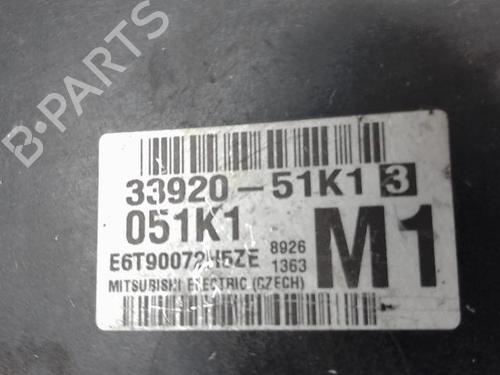 B-PARTS
33920-51K1 3
051K1
M1
E6T90072H5ZE
8926
1363
MITSUBISHI ELECTRIC (CZECH)